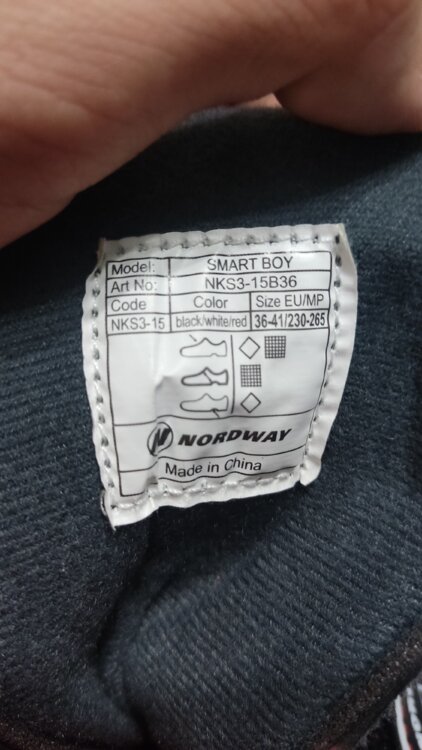 Model: SMART BOY
Art No: NKS3-15B36
Code Color Size EU/MP
NKS3-15 black/white/red 36-41/230-265
NORDWAY
Made in China